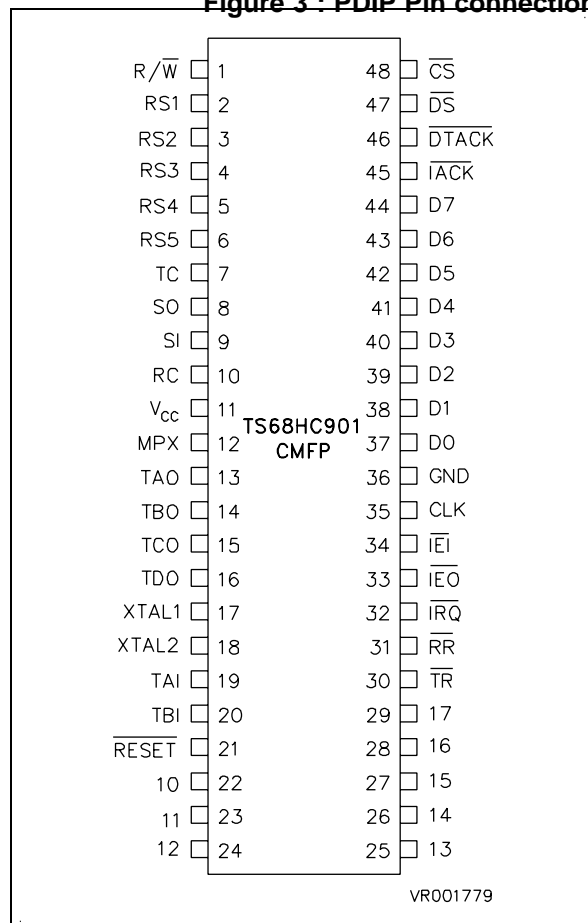 Figure 3 : PDIP Pin connection
R/W 1 48 CS
RS1 2 47 DS
RS2 3 46 DTACK
RS3 4 45 IACK
RS4 5 44 D7
RS5 6 43 D6
TC 7 42 D5
SO 8 41 D4
SI 9 40 D3
RC 10 39 D2
VCC 11 38 D1
TS68HC901
MPX 12 37 D0
CMFP
TAO 13 36 GND
TBO 14 35 CLK
TCO 15 34 IEI
TDO 16 33 IEO
XTAL1 17 32 IRQ
XTAL2 18 31 RR
TAI 19 30 TR
TBI 20 29 17
RESET 21 28 16
10 22 27 15
11 23 26 14
12 24 25 13
VR001779